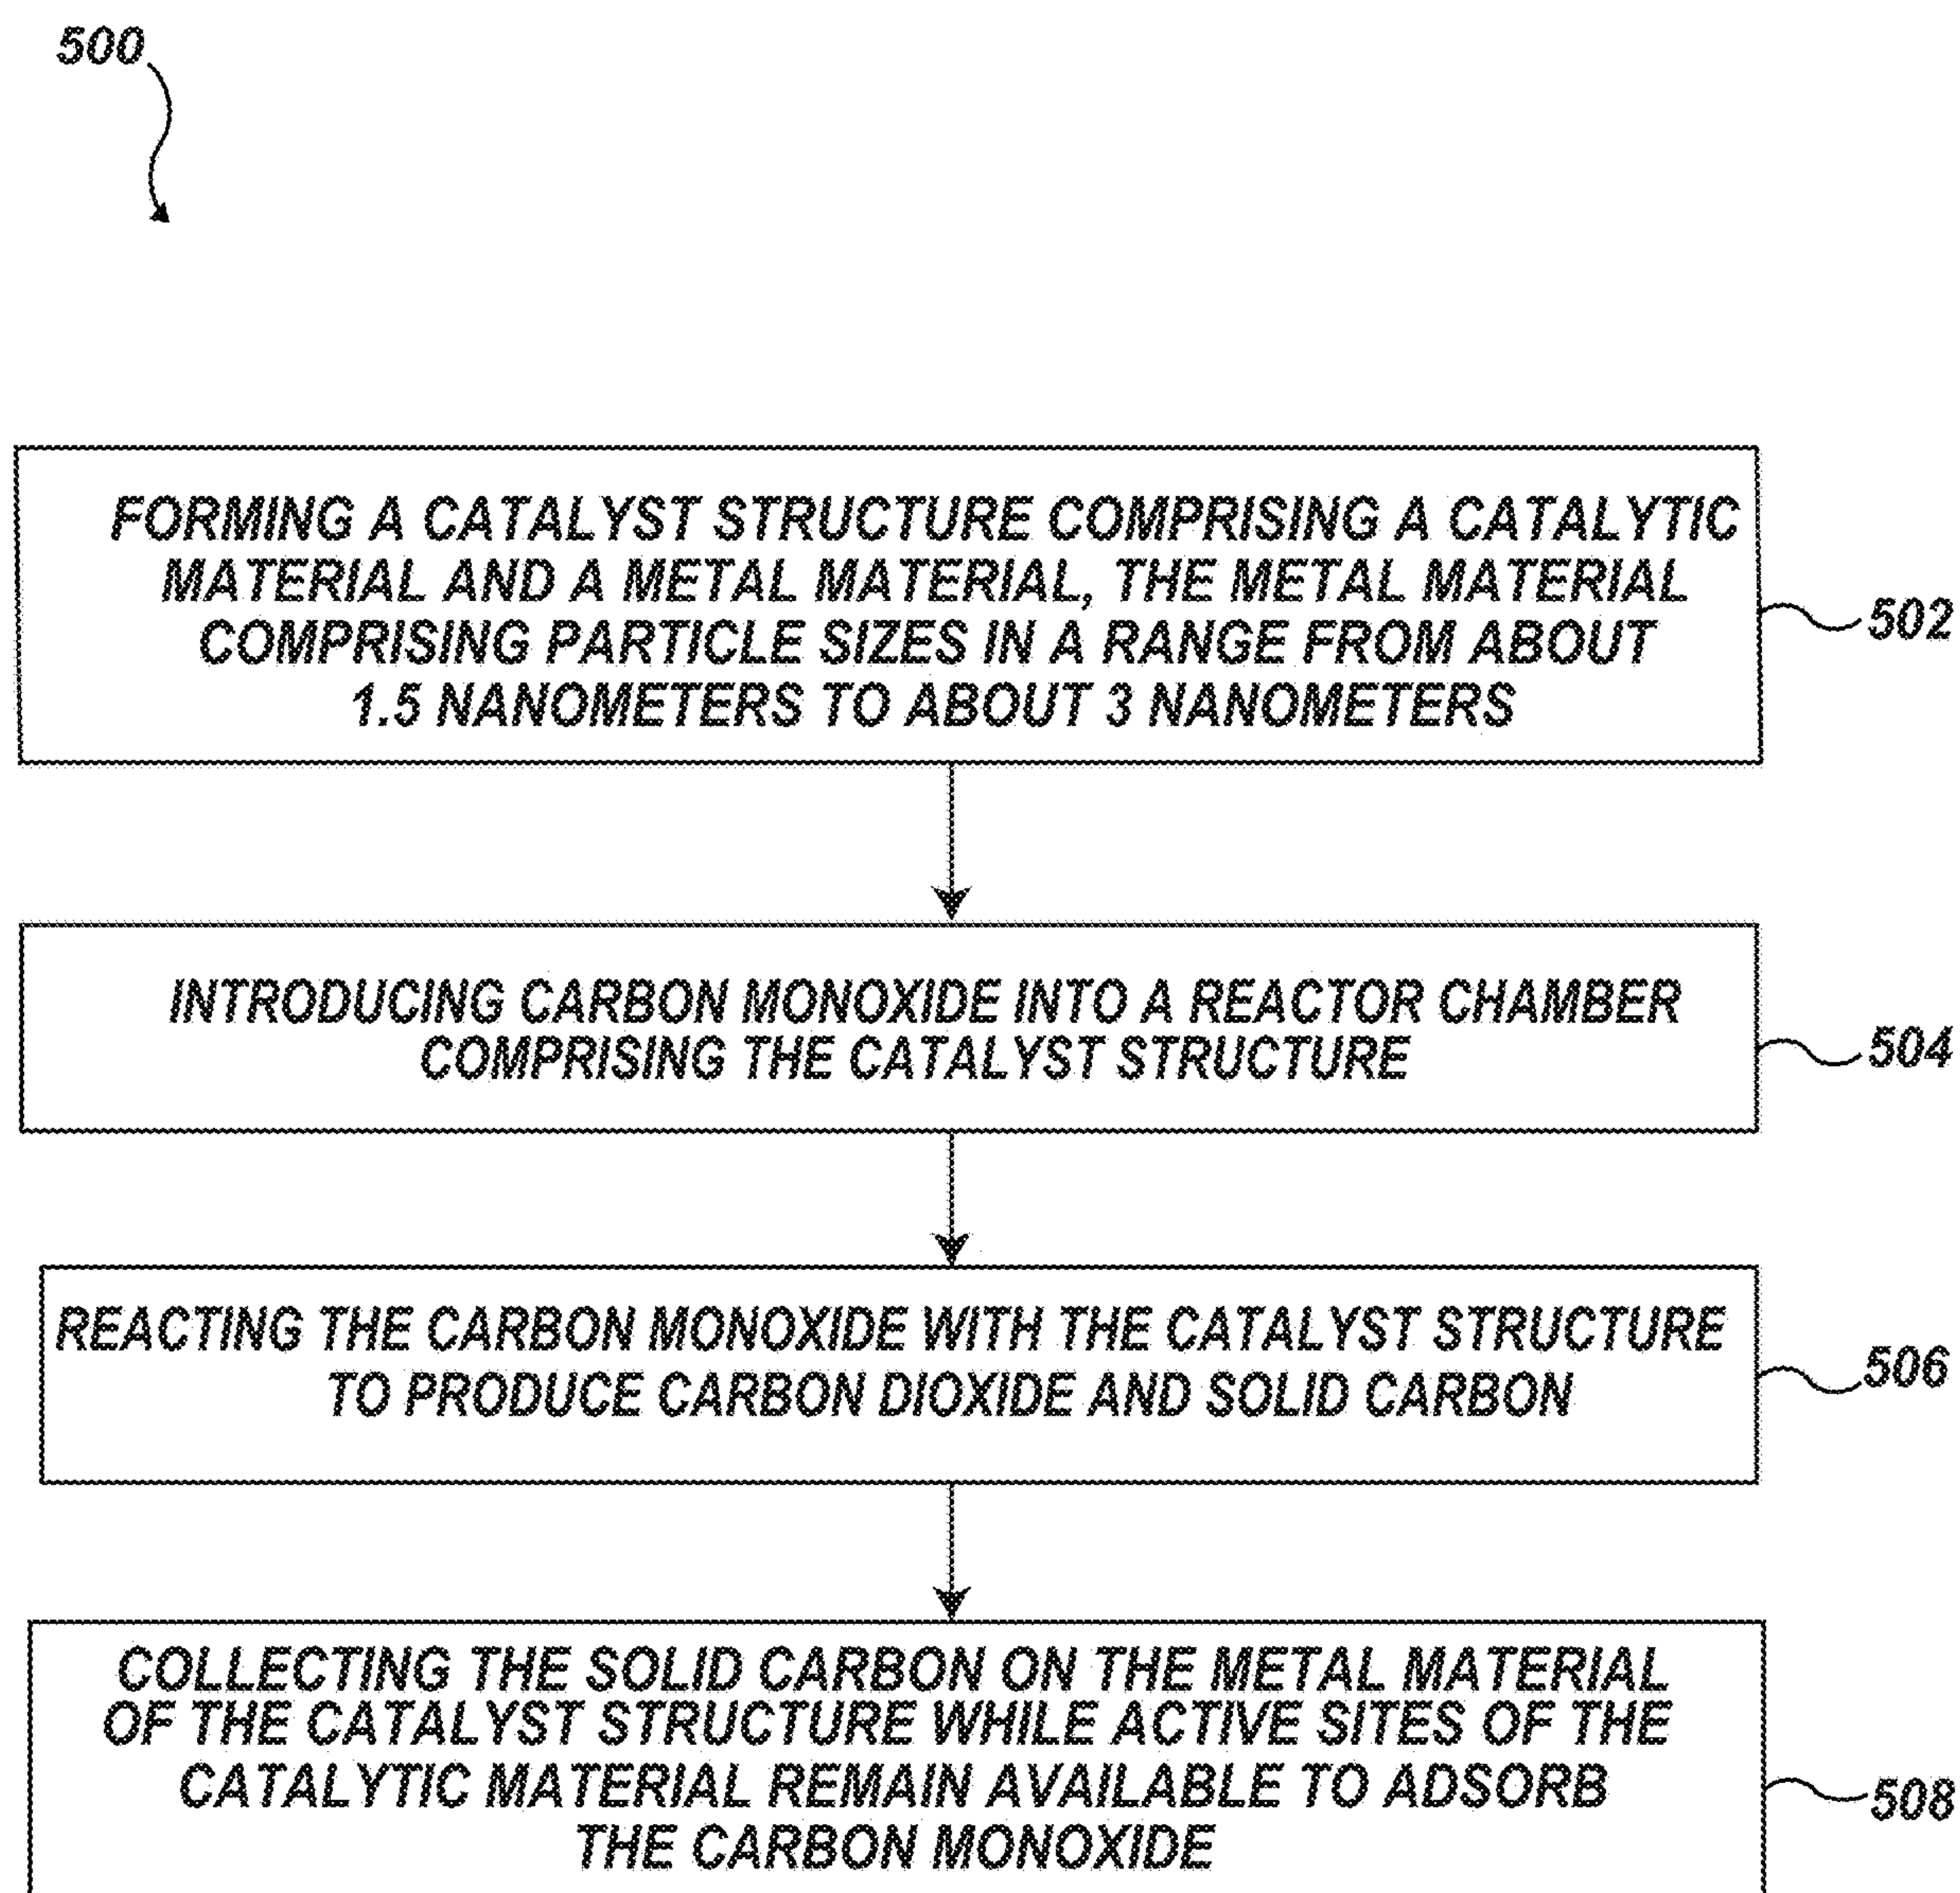 500
FORMING A CATALYST STRUCTURE COMPRISING A CATALYTIC
MATERIAL AND A METAL MATERIAL, THE METAL MATERIAL
COMPRISING PARTICLE SIZES IN A RANGE FROM ABOUT
1.5 NANOMETERS TO ABOUT 3 NANOMETERS
502
INTRODUCING CARBON MONOXIDE INTO A REACTOR CHAMBER
COMPRISING THE CATALYST STRUCTURE
504
REACTING THE CARBON MONOXIDE WITH THE CATALYST STRUCTURE
TO PRODUCE CARBON DIOXIDE AND SOLID CARBON
506
COLLECTING THE SOLID CARBON ON THE METAL MATERIAL
OF THE CATALYST STRUCTURE WHILE ACTIVE SITES OF THE
CATALYTIC MATERIAL REMAIN AVAILABLE TO ADSORB
THE CARBON MONOXIDE
508